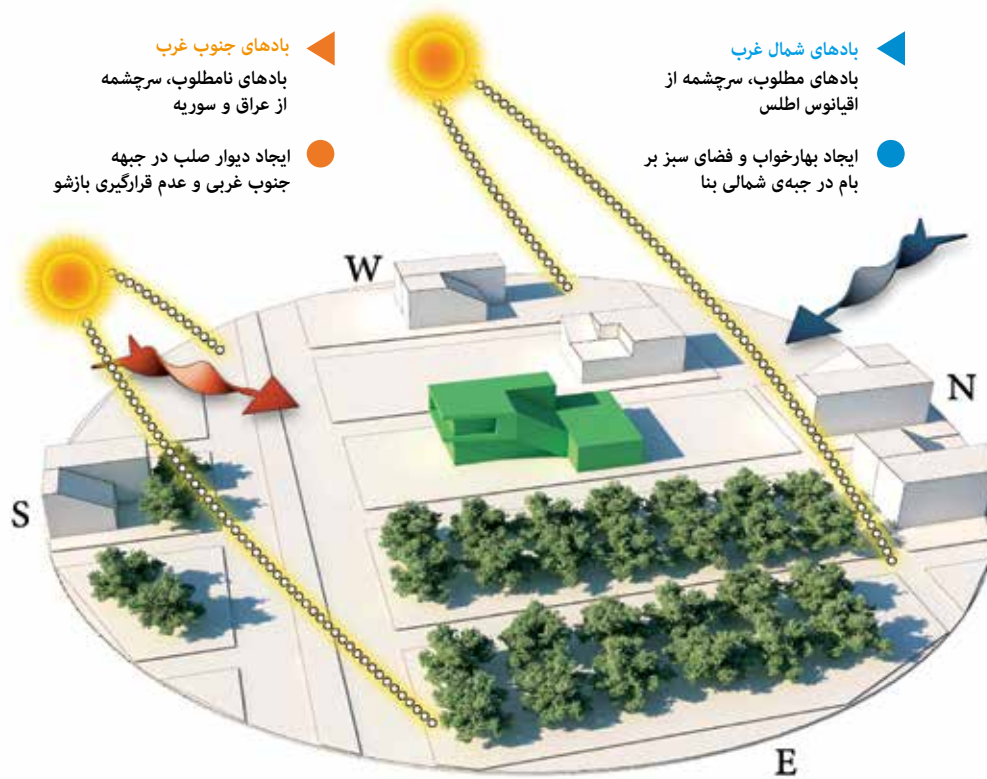 بادهای شمال غرب
بادهای مطلوب، سرچشمه از
اقیانوس اطلس
ایجاد بهارخواب و فضای سبز بر
بام در جبه‌ی شمالی بنا
بادهای جنوب غرب
بادهای نامطلوب، سرچشمه
از عراق و سوریه
ایجاد دیوار صلب در جبهه
جنوب غربی و عدم قرارگیری بازشو
W
N
S
E